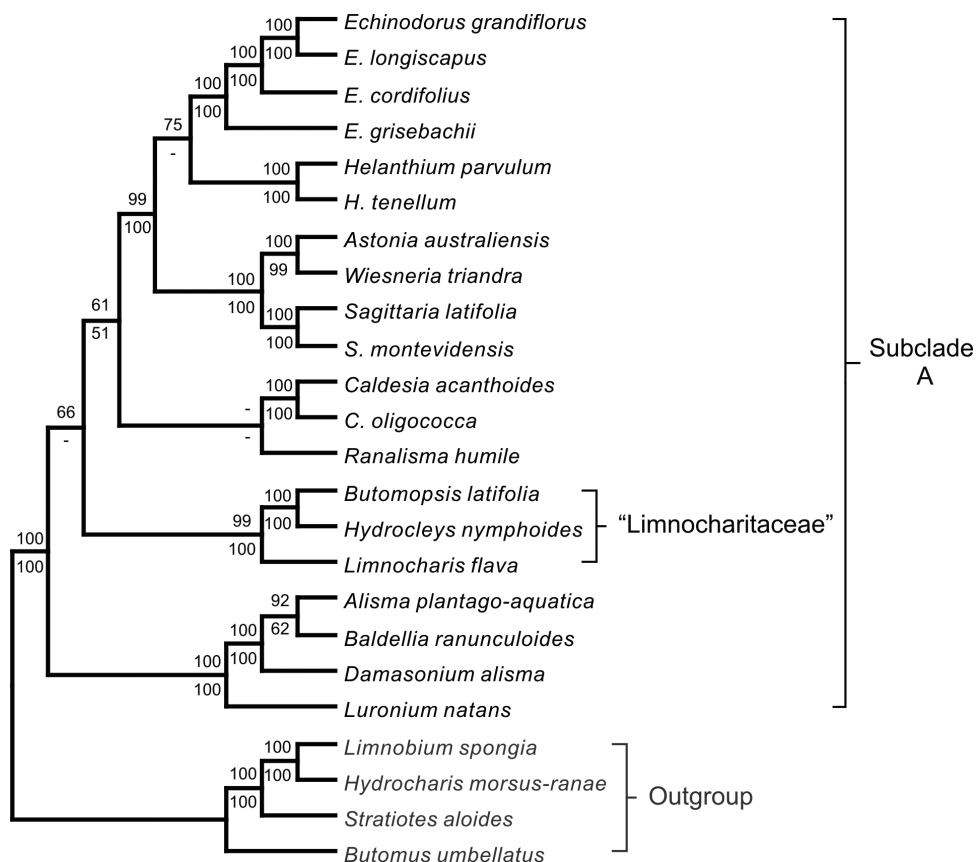 100
100
Echinodorus grandiflorus
E. longiscapus
100
100
E. cordifolius
100
100
E. grisebachii
75
-
Helanthium parvulum
100
100
H. tenellum
99
100
Astonia australiensis
100
99
Wiesneria triandra
100
100
Sagittaria latifolia
100
100
S. montevidensis
61
51
Subclade
A
Caldesia acanthoides
100
100
C. oligococca
-
-
Ranalisma humile
66
-
Butomopsis latifolia
100
100
Hydrocleys nymphoides
“Limnocharitaceae”
99
100
Limnocharis flava
100
100
Alisma plantago-aquatica
92
62
Baldellia ranunculoides
100
100
Damasonium alisma
100
100
Luronium natans
Limnobium spongia
100
100
Hydrocharis morsus-ranae
Outgroup
100
100
Stratiotes aloides
Butomus umbellatus